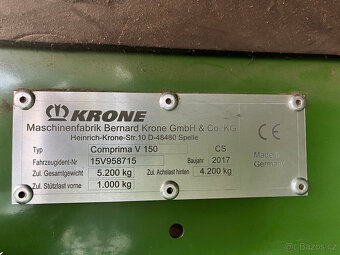 KRONE
Maschinenfabrik Bernard Krone GmbH & Co. KG
Heinrich-Krone-Str.10 D-48480 Spelle
Typ Comprima V 150 CS CE
Fahrzeugident-Nr 15V958715 Baujahr 2017 Made in
Zul. Gesamtgewicht 5.200 kg Zul. Achslast hinten 4.200 kg Germany
Zul. Stützlast vorne 1.000 kg
sbazos.cz